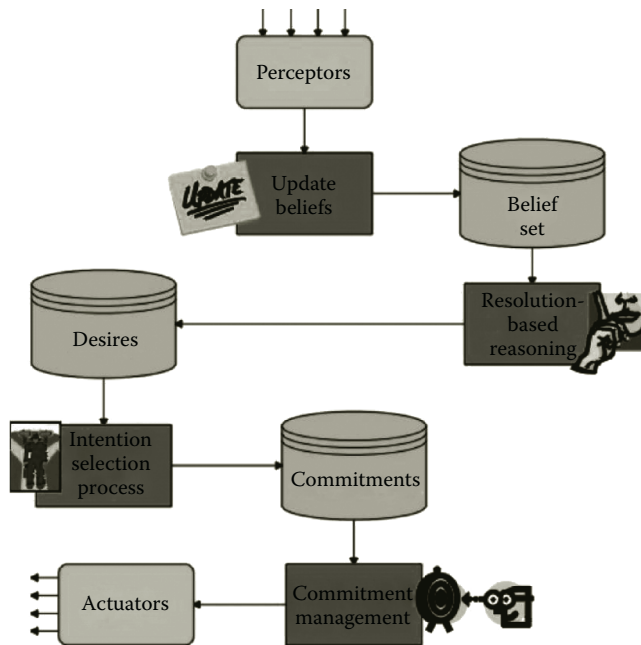 Perceptors
UPDATE
Update
beliefs
Belief
set
Resolution-
based
reasoning
Desires
Intention
selection
process
Commitments
Commitment
management
Actuators